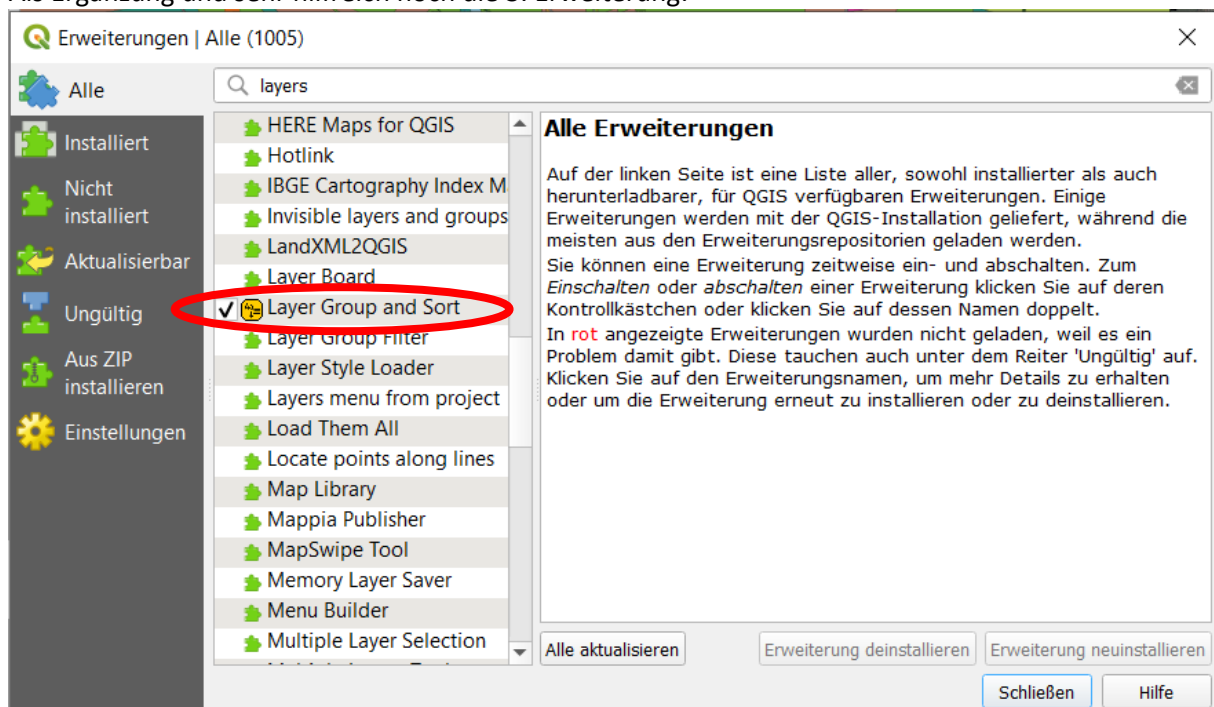 Erweiterungen | Alle (1005)
Alle
layers
Installiert
Nicht
installiert
Aktualisierbar
Ungültig
Aus ZIP
installieren
Einstellungen
HERE Maps for QGIS
Hotlink
IBGE Cartography Index M
Invisible layers and groups
LandXML2QGIS
Layer Board
Layer Group and Sort
Layer Group Filter
Layer Style Loader
Layers menu from project
Load Them All
Locate points along lines
Map Library
Mappia Publisher
MapSwipe Tool
Memory Layer Saver
Menu Builder
Multiple Layer Selection
Alle Erweiterungen
Auf der linken Seite ist eine Liste aller, sowohl installierter als auch
herunterladbarer, für QGIS verfügbaren Erweiterungen. Einige
Erweiterungen werden mit der QGIS-Installation geliefert, während die
meisten aus den Erweiterungsrepositorien geladen werden.
Sie können eine Erweiterung zeitweise ein- und abschalten. Zum
Einschalten oder abschalten einer Erweiterung klicken Sie auf deren
Kontrollkästchen oder klicken Sie auf dessen Namen doppelt.
In rot angezeigte Erweiterungen wurden nicht geladen, weil es ein
Problem damit gibt. Diese tauchen auch unter dem Reiter 'Ungültig' auf.
Klicken Sie auf den Erweiterungsnamen, um mehr Details zu erhalten
oder um die Erweiterung erneut zu installieren oder zu deinstallieren.
Alle aktualisieren
Erweiterung deinstallieren
Erweiterung neuinstallieren
Schließen
Hilfe